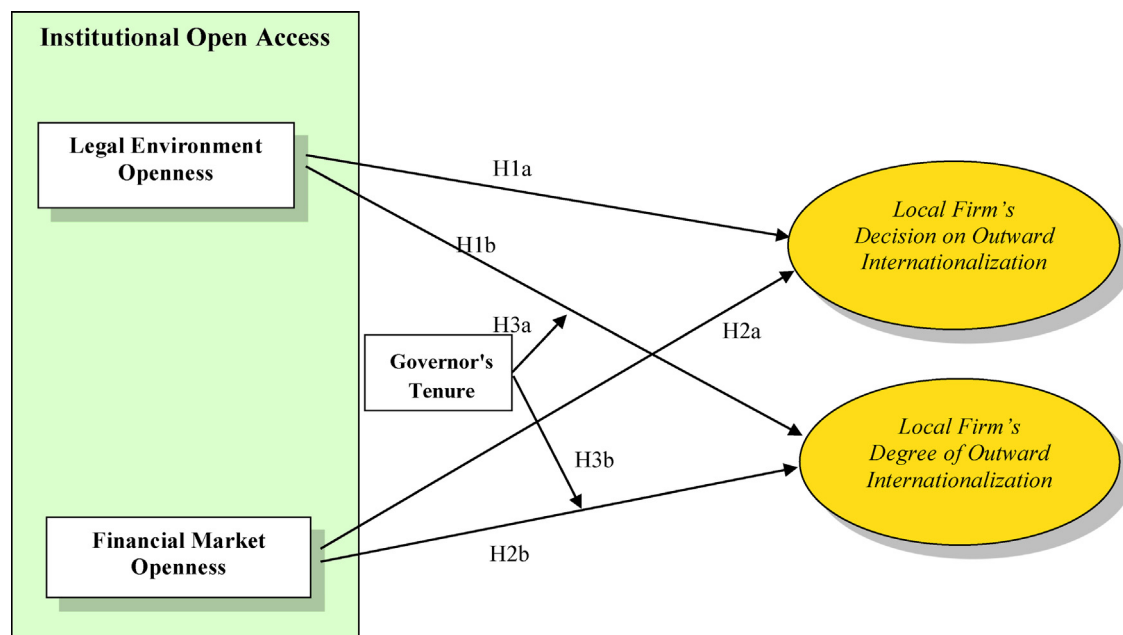 Institutional Open Access
Legal Environment
Openness
H1a
H1b
Local Firm’s
Decision on Outward
Internationalization
H3a
H2a
Governor's
Tenure
Local Firm’s
Degree of Outward
Internationalization
H3b
Financial Market
Openness
H2b